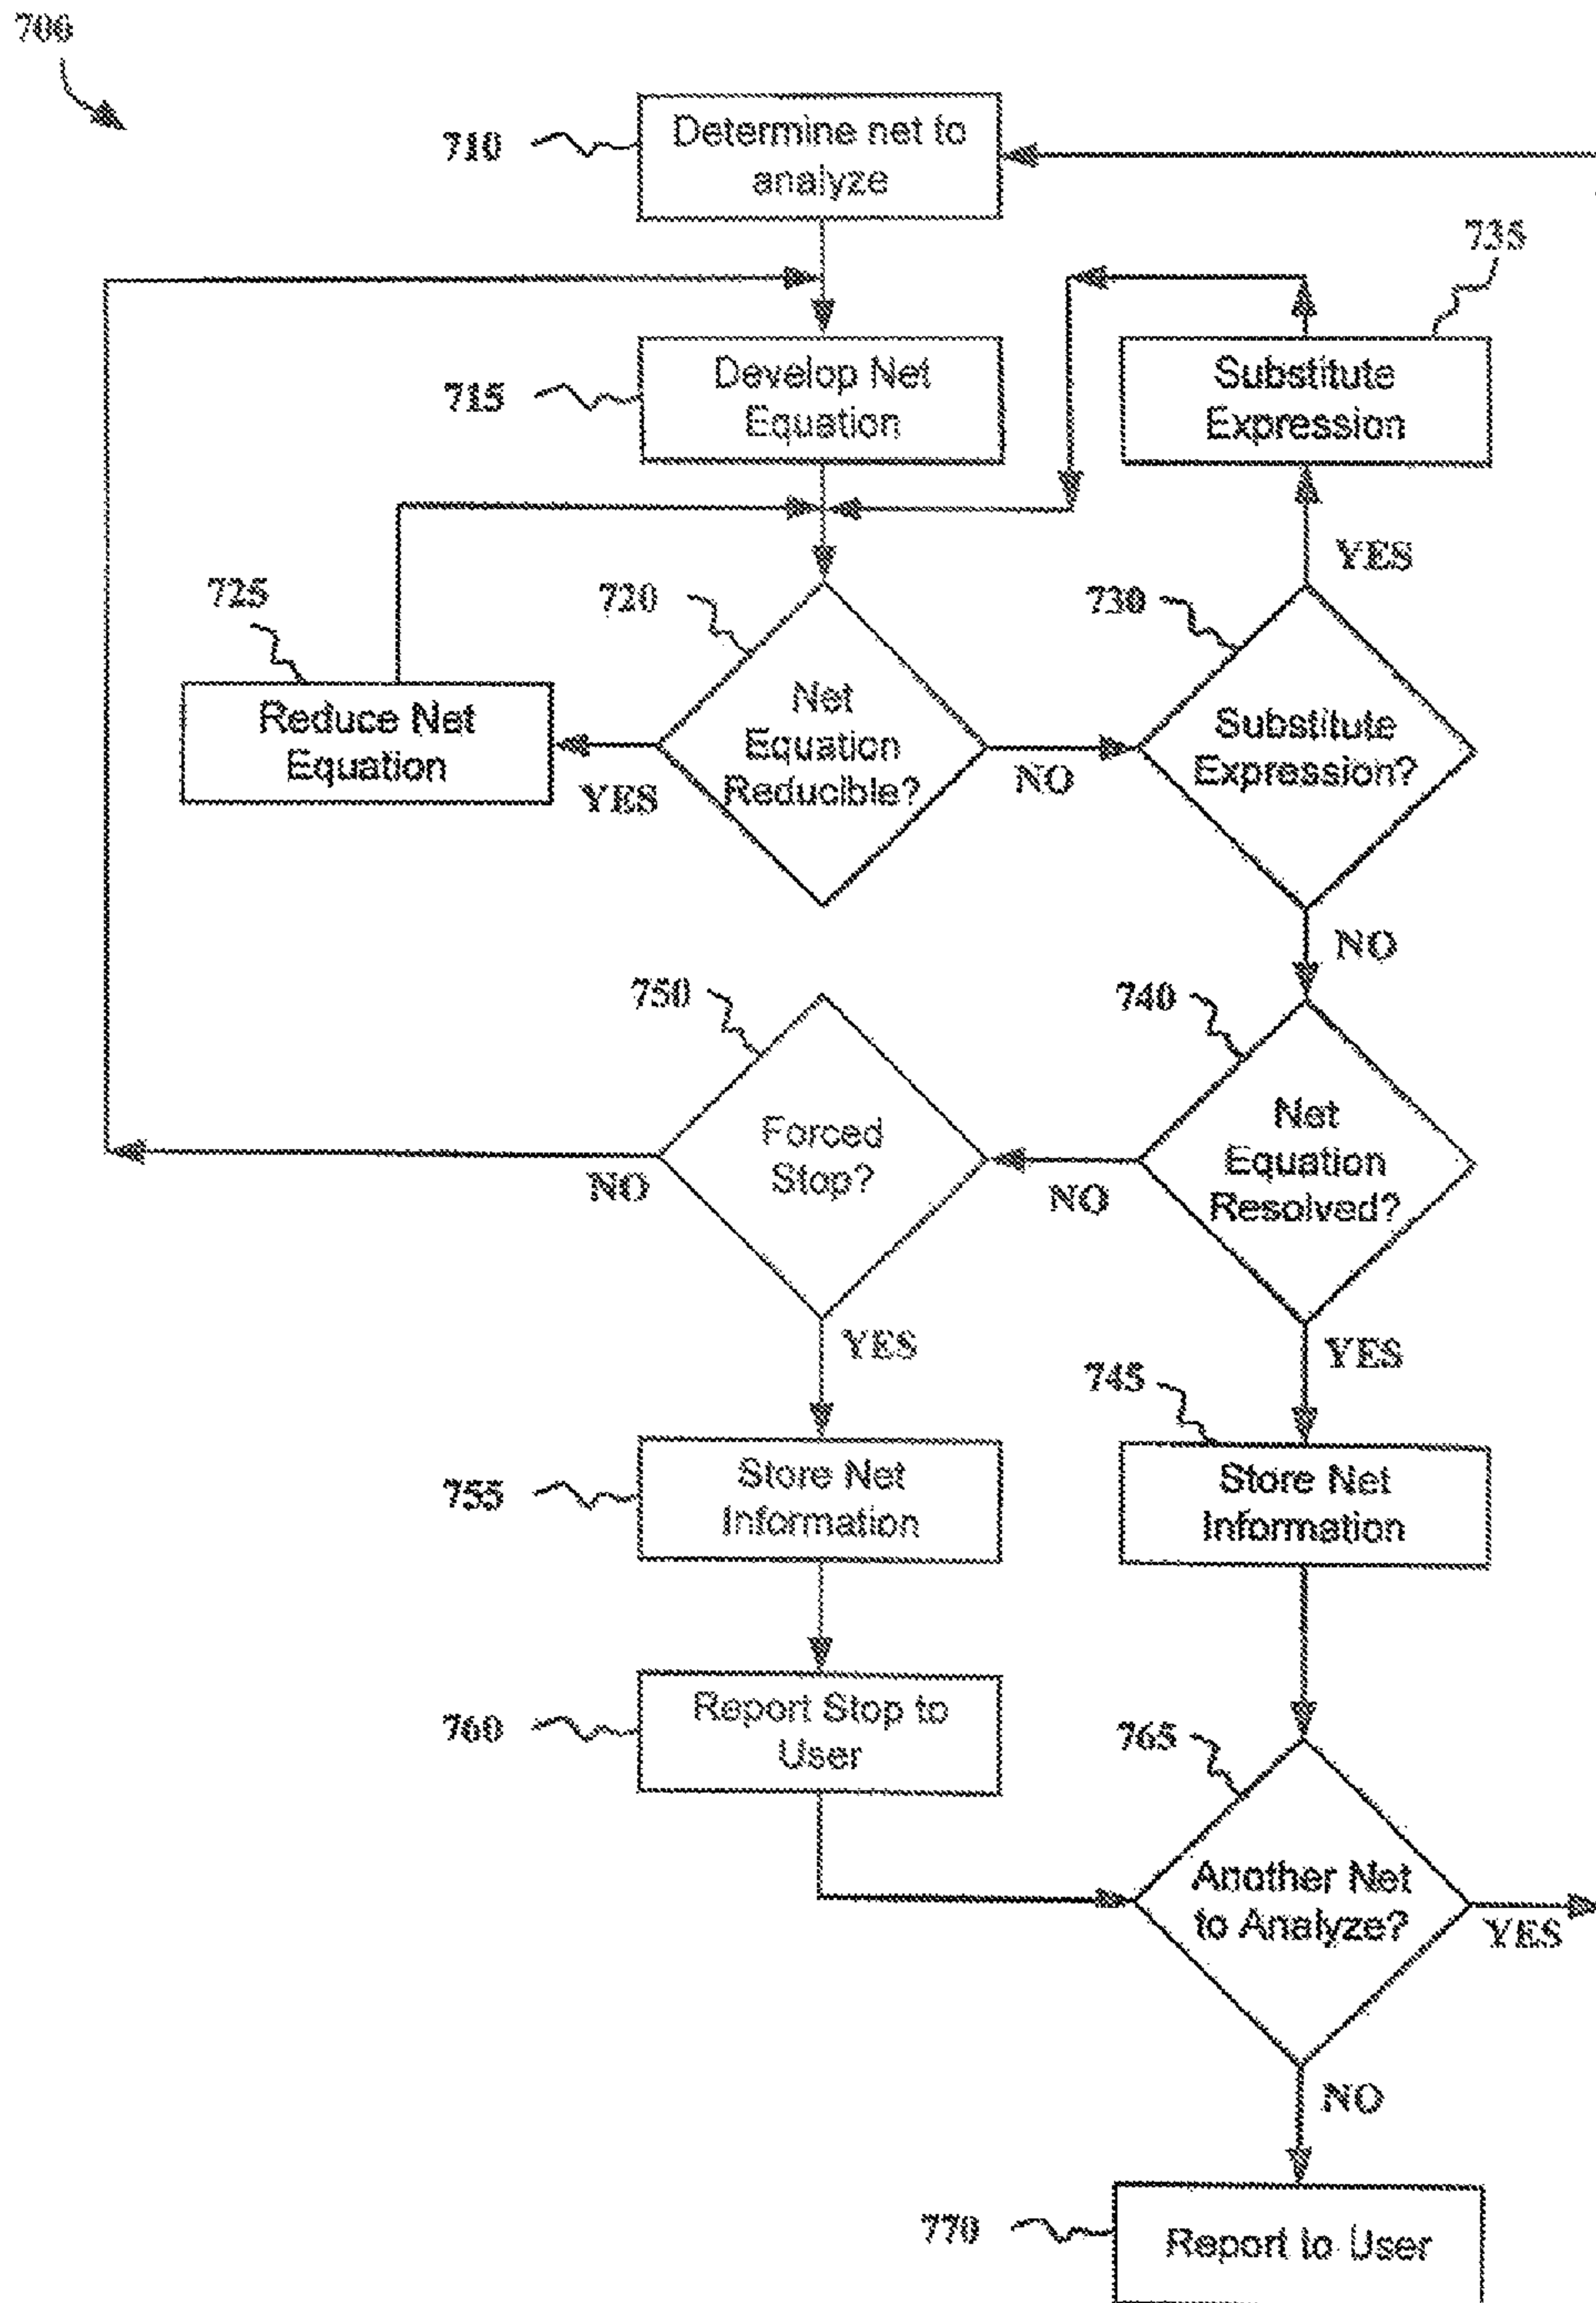 700
710
Determine net to
analyze
735
715
Develop Net
Equation
Substitute
Expression
YES
725
720
730
Reduce Net
Equation
YES
Net
Equation
Reducible?
NO
Substitute
Expression?
NO
750
740
Forced
Stop?
NO
NO
Net
Equation
Resolved?
YES
YES
745
755
Store Net
Information
Store Net
Information
760
Report Stop to
User
765
Another Net
to Analyze?
YES
NO
770
Report to User